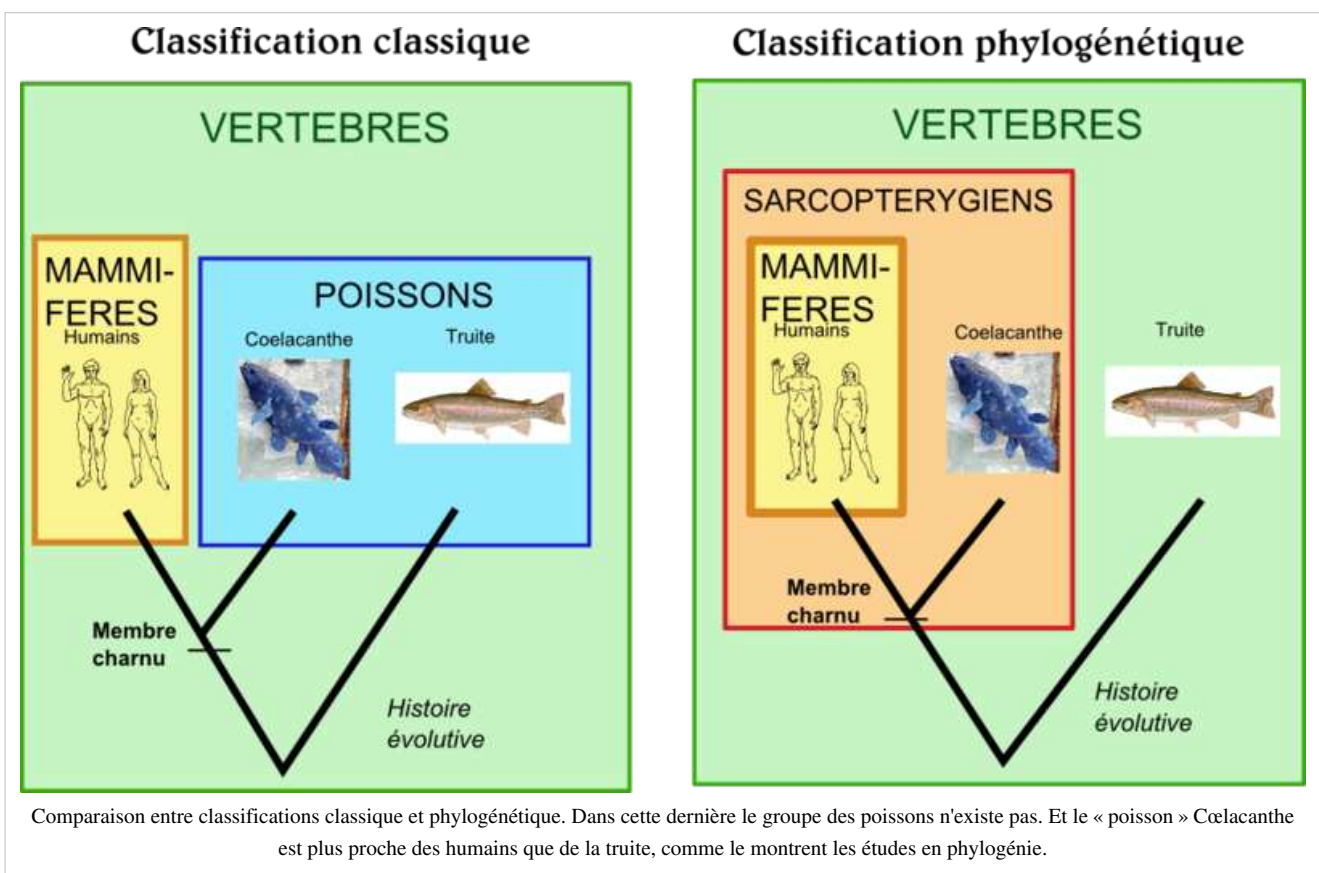 Classification classique
VERTEBRES
MAMMI-
FERES
Humains
POISSONS
Coelacanthe
Truite
Membre
charnu
Histoire
évolutive
Classification phylogénétique
VERTEBRES
SARCOPTERYGIENS
MAMMI-
FERES
Humains
Coelacanthe
Truite
Membre
charnu
Histoire
évolutive
Comparaison entre classifications classique et phylogénétique. Dans cette dernière le groupe des poissons n'existe pas. Et le « poisson » Cœlacanthe
est plus proche des humains que de la truite, comme le montrent les études en phylogénie.